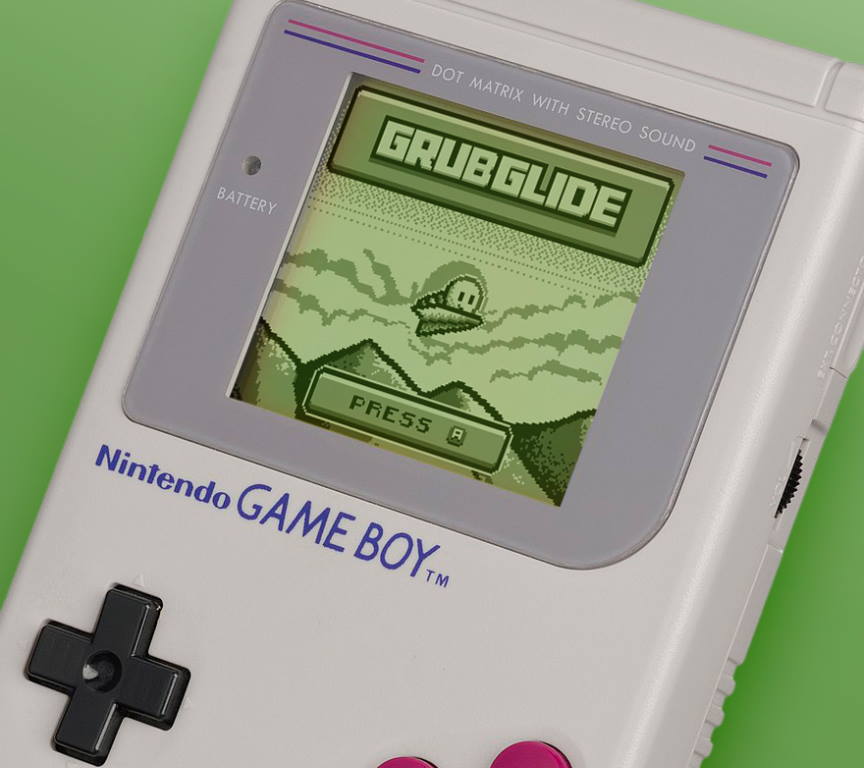 DOT MATRIX WITH STEREO SOUND
GRUBGLIDE
BATTERY
PRESS A
Nintendo GAME BOY™